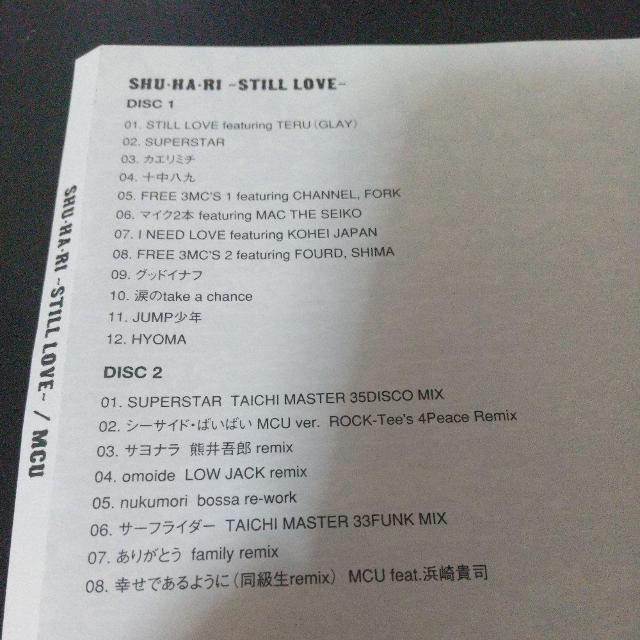 SHU·HA·RI ~STILL LOVE~
DISC 1
01. STILL LOVE featuring TERU（GLAY）
02. SUPERSTAR
03. カエリミチ
04. 十中八九
05. FREE 3MC'S 1 featuring CHANNEL, FORK
06. マイク2本 featuring MAC THE SEIKO
07. I NEED LOVE featuring KOHEI JAPAN
08. FREE 3MC'S 2 featuring FOURD, SHIMA
09. グッドイナフ
10. 涙のtake a chance
11. JUMP少年
12. HYOMA
DISC 2
01. SUPERSTAR TAICHI MASTER 35DISCO MIX
02. シーサイド・ばいばい MCU ver. ROCK-Tee's 4Peace Remix
03. サヨナラ 熊井吾郎 remix
04. omoide LOW JACK remix
05. nukumori bossa re-work
06. サーフライダー TAICHI MASTER 33FUNK MIX
07. ありがとう family remix
08. 幸せであるように（同級生remix） MCU feat.浜崎貴司
SHU·HA·RI ~STILL LOVE~ / MCU